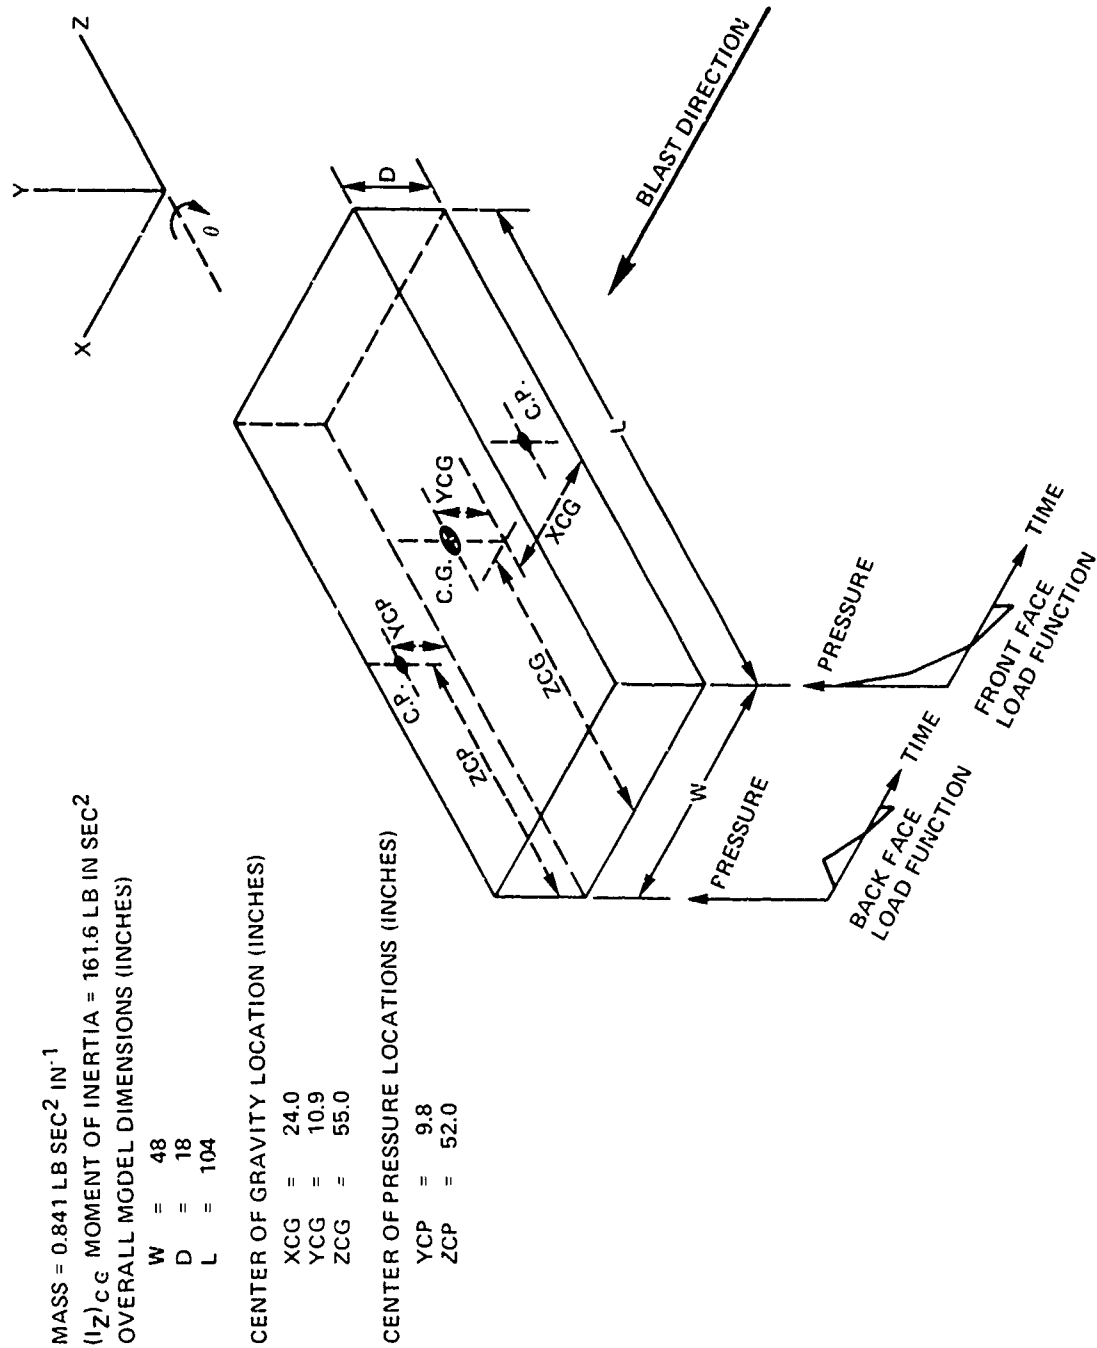 MASS = 0.841 LB SEC² IN⁻¹
(I_Z)_CG MOMENT OF INERTIA = 161.6 LB IN SEC²
OVERALL MODEL DIMENSIONS (INCHES)
W = 48
D = 18
L = 104
CENTER OF GRAVITY LOCATION (INCHES)
XCG = 24.0
YCG = 10.9
ZCG = 55.0
CENTER OF PRESSURE LOCATIONS (INCHES)
YCP = 9.8
ZCP = 52.0
Y
X
Z
θ
D
BLAST DIRECTION
C.P.
YCP
ZCP
C.G.
YCG
XCG
ZCG
C.P.
L
W
PRESSURE
TIME
BACK FACE
LOAD FUNCTION
PRESSURE
TIME
FRONT FACE
LOAD FUNCTION